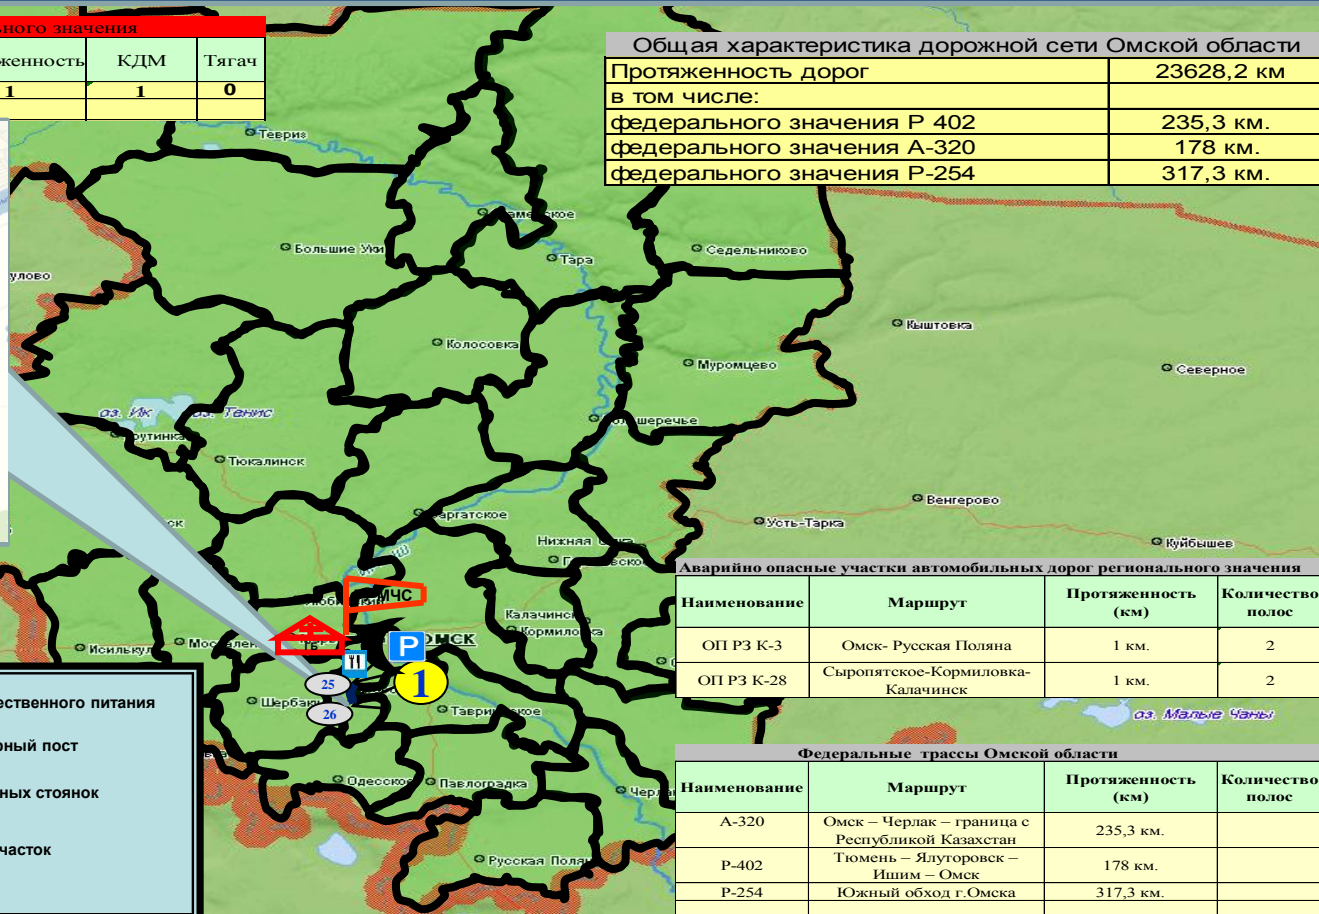 ного значения
женность КДМ Тягач
1 1 0
Общая характеристика дорожной сети Омской области
Протяженность дорог 23628,2 км
в том числе:
федерального значения Р 402 235,3 км.
федерального значения А-320 178 км.
федерального значения Р-254 317,3 км.
Тевриз
Большие Уки
Тара
Седельниково
улово
Кыштовка
Колосовка
Муромцево
Северное
оз. Ик оз. Тенис
рутинка
шеречье
Тюкалинск
Венгерово
ск
аргатское
Усть-Тарка
Нижняя
Куйбышев
МЧС
Калачинск
Кормиловка
Исилькуль
Москален
ОМСК
P
25
1
26
Щербак
Таврическое
оз. Малые Чаны
Одесское
Павлоградка
Черла
Русская Поляна
Аварийно опасные участки автомобильных дорог регионального значения
Наименование Маршрут Протяженность (км) Количество полос
ОП РЗ К-3 Омск- Русская Поляна 1 км. 2
ОП РЗ К-28 Сыропятское-Кормиловка-
Калачинск 1 км. 2
Федеральные трассы Омской области
Наименование Маршрут Протяженность (км) Количество полос
А-320 Омск – Черлак – граница с
Республикой Казахстан 235,3 км.
Р-402 Тюмень – Ялуторовск –
Ишим – Омск 178 км.
Р-254 Южный обход г.Омска 317,3 км.
ественного питания
рный пост
ных стоянок
часток